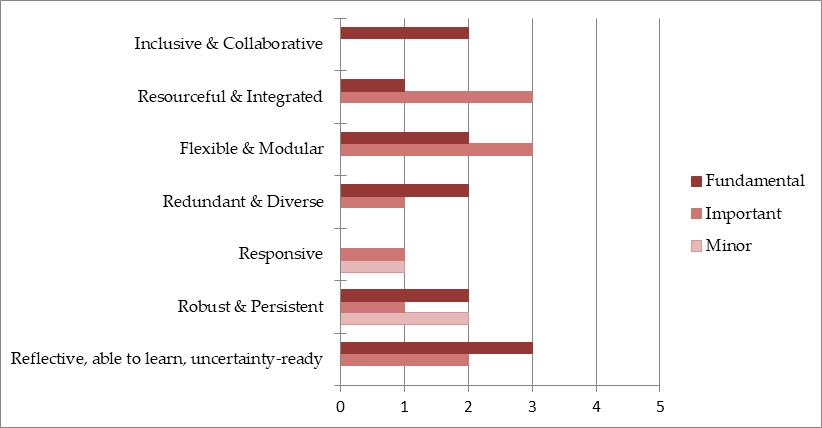 Inclusive & Collaborative
Resourceful & Integrated
Flexible & Modular
Redundant & Diverse
Responsive
Robust & Persistent
Reflective, able to learn, uncertainty-ready
0 1 2 3 4 5
Fundamental
Important
Minor